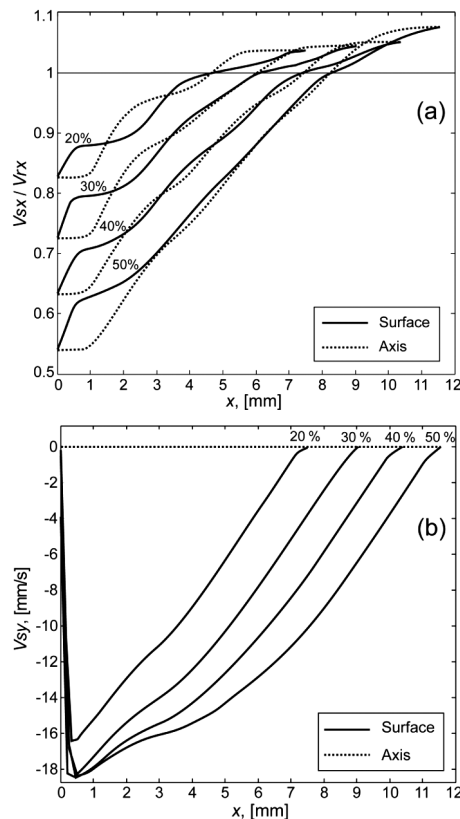 1.1
(a)
1
20%
0.9
30%
0.8
40%
0.7
50%
0.6
0.5
Vsx / Vrx
Surface
Axis
0 1 2 3 4 5 6 7 8 9 10 11 12
x, [mm]
20 % 30 % 40 % 50 %
0
(b)
-2
-4
-6
-8
-10
-12
-14
-16
-18
Vsy, [mm/s]
Surface
Axis
0 1 2 3 4 5 6 7 8 9 10 11 12
x, [mm]